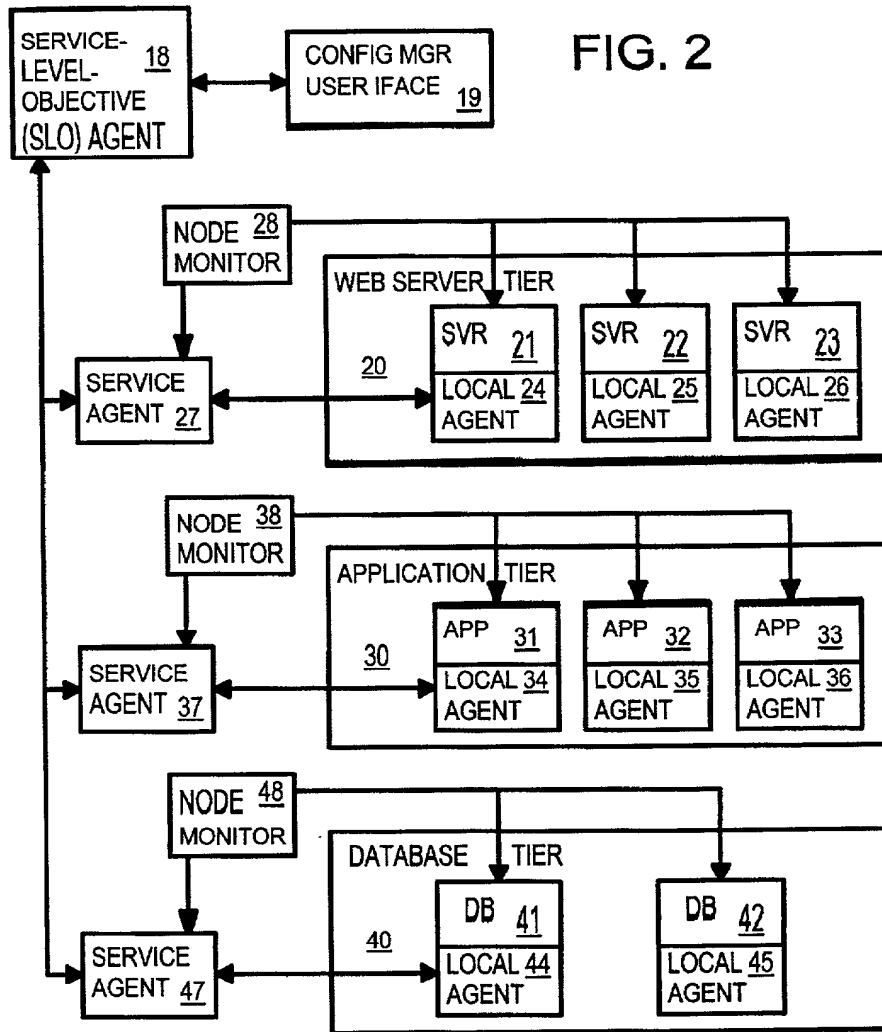 FIG. 2
SERVICE-
LEVEL-
OBJECTIVE
(SLO) AGENT
18
CONFIG MGR
USER IFACE
19
NODE 28
MONITOR
WEB SERVER TIER
SERVICE
AGENT 27
20
SVR 21
LOCAL 24
AGENT
SVR 22
LOCAL 25
AGENT
SVR 23
LOCAL 26
AGENT
NODE 38
MONITOR
APPLICATION TIER
SERVICE
AGENT 37
30
APP 31
LOCAL 34
AGENT
APP 32
LOCAL 35
AGENT
APP 33
LOCAL 36
AGENT
NODE 48
MONITOR
DATABASE TIER
SERVICE
AGENT 47
40
DB 41
LOCAL 44
AGENT
DB 42
LOCAL 45
AGENT